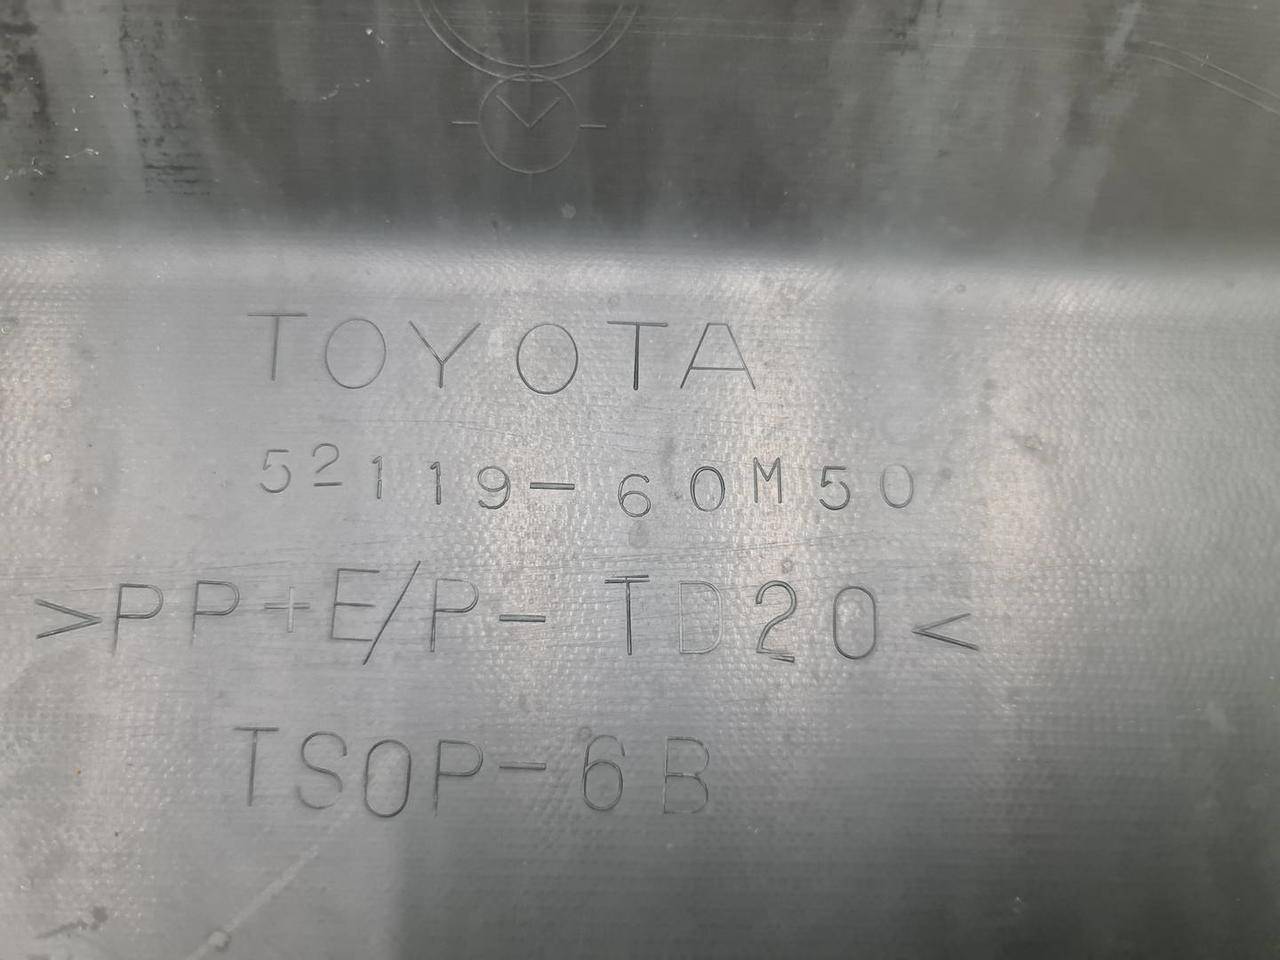 TOYOTA
52119-60M50
>PP+E/P-TD20<
TSOP-6B